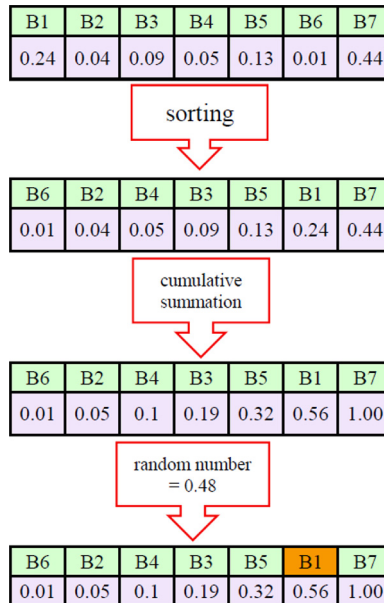 B1 B2 B3 B4 B5 B6 B7
0.24 0.04 0.09 0.05 0.13 0.01 0.44
sorting
B6 B2 B4 B3 B5 B1 B7
0.01 0.04 0.05 0.09 0.13 0.24 0.44
cumulative
summation
B6 B2 B4 B3 B5 B1 B7
0.01 0.05 0.1 0.19 0.32 0.56 1.00
random number
= 0.48
B6 B2 B4 B3 B5 B1 B7
0.01 0.05 0.1 0.19 0.32 0.56 1.00